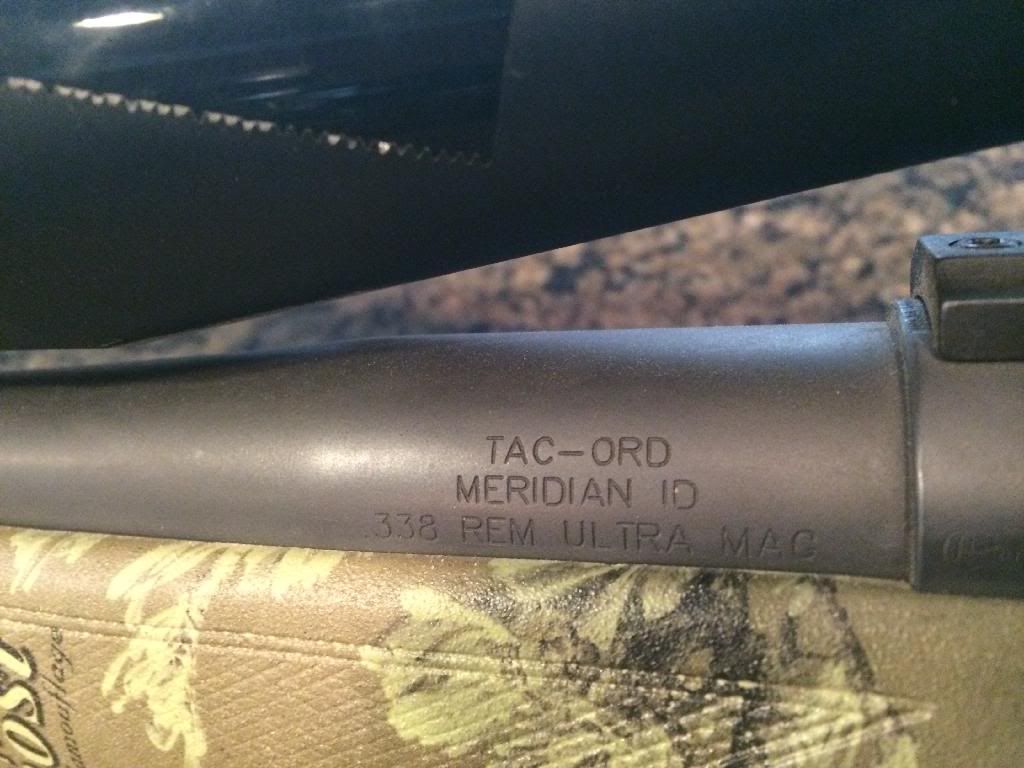 TAC-ORD
MERIDIAN ID
.338 REM ULTRA MAG